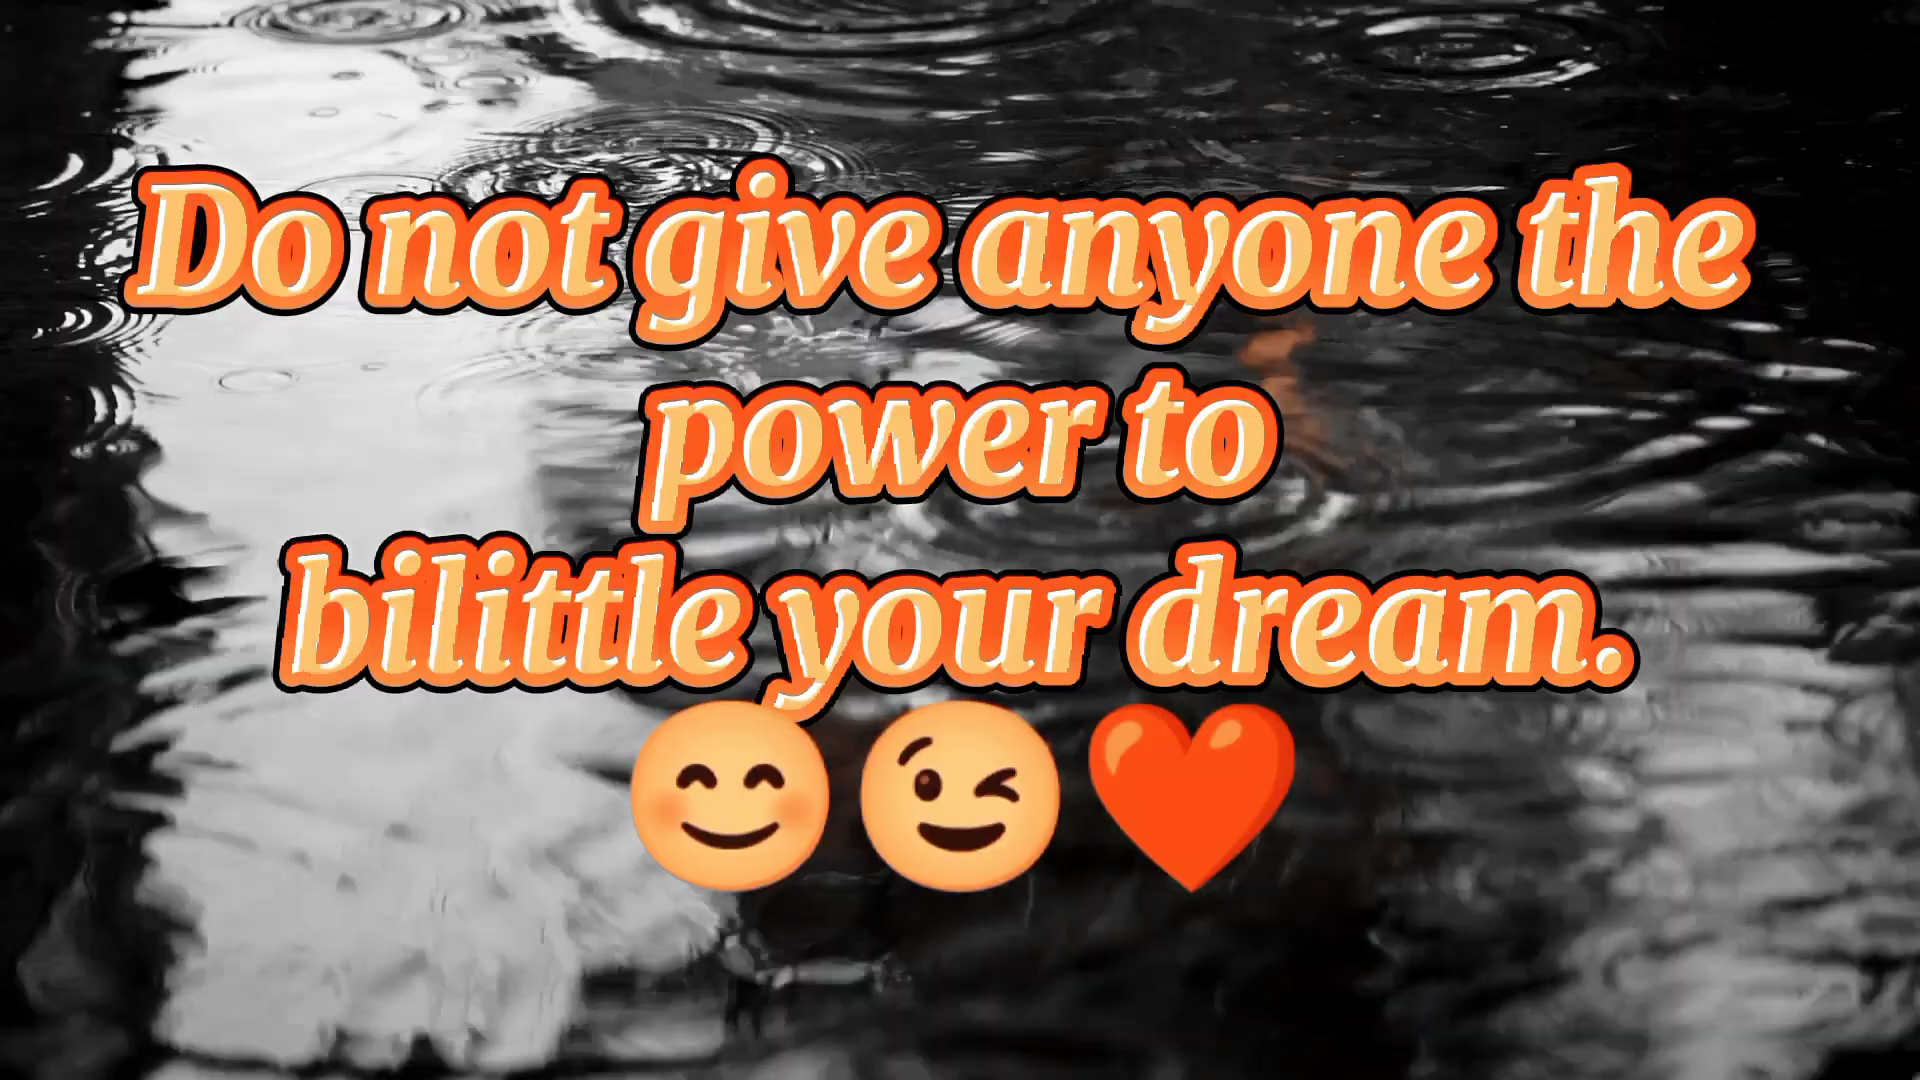 Do not give anyone the
power to
bilittle your dream.
😊😉❤️